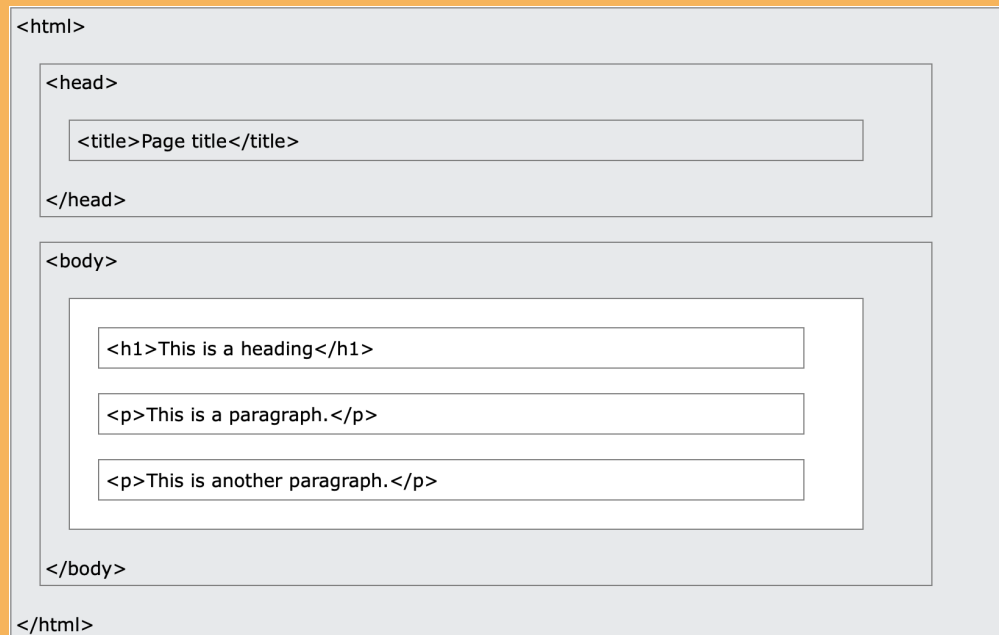 <html>
<head>
<title>Page title</title>
</head>
<body>
<h1>This is a heading</h1>
<p>This is a paragraph.</p>
<p>This is another paragraph.</p>
</body>
</html>